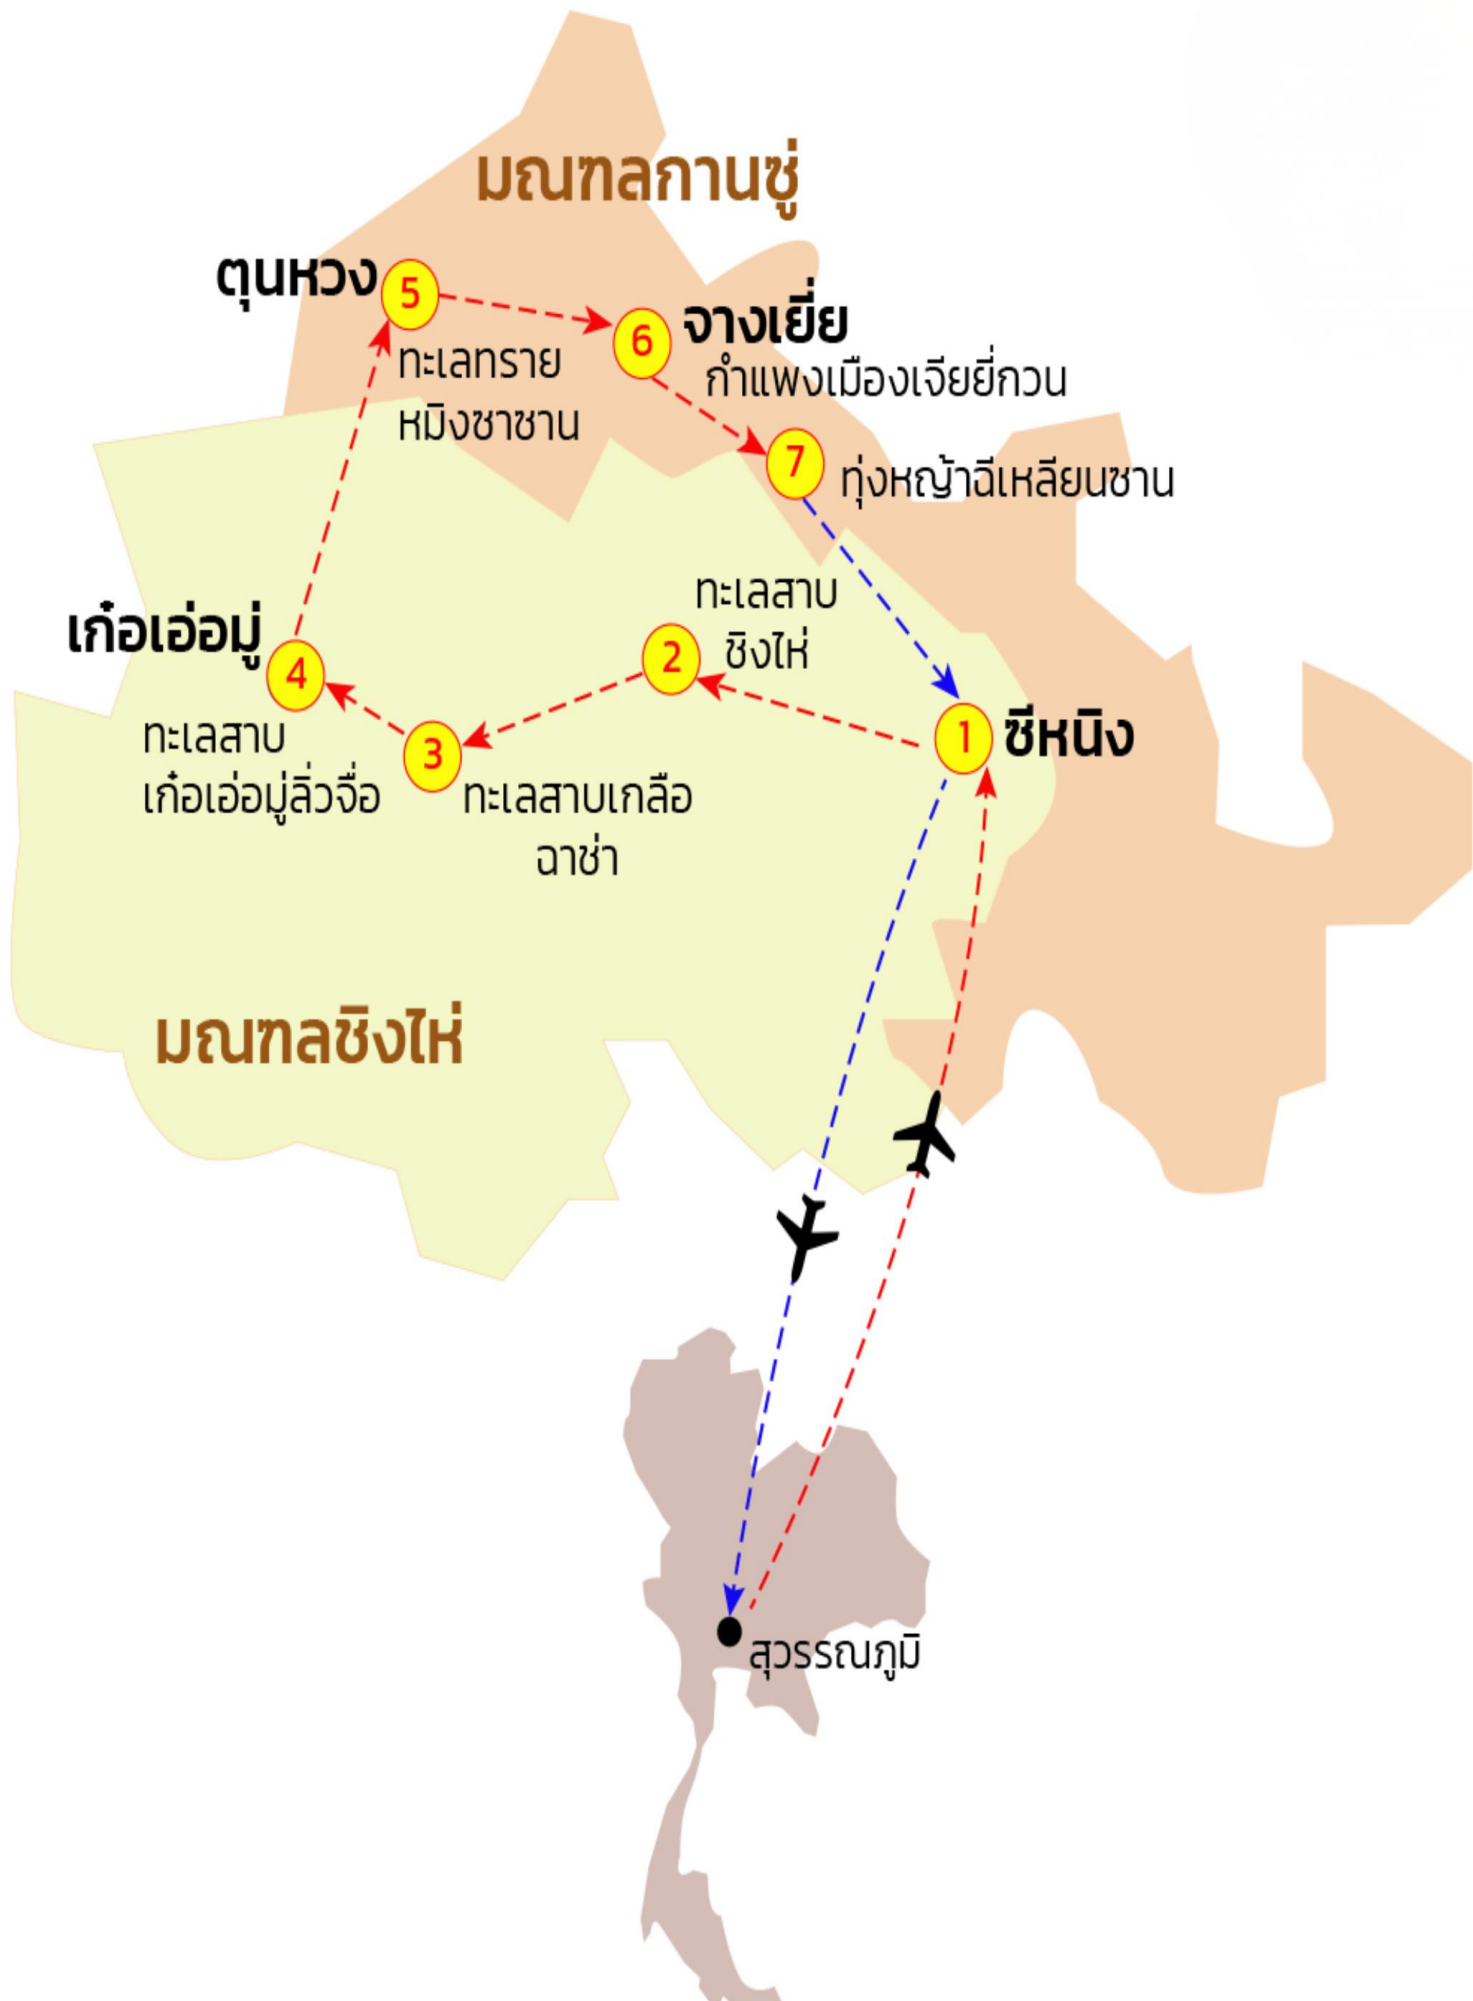 มณฑลกานซู่
ตุนหวง
5
ทะเลทราย
หมิงซาซาน
6
จางเยี่ย
กำแพงเมืองเจียยี่กวน
7
ทุ่งหญ้าฉีเหลียนซาน
ทะเลสาบ
ชิงไห่
2
เก๋อเอ่อมู่
4
ทะเลสาบ
เก๋อเอ่อมู่ลิ่วจื่อ
3
ทะเลสาบเกลือ
ฉาช่า
1
ซีหนิง
มณฑลชิงไห่
สุวรรณภูมิ